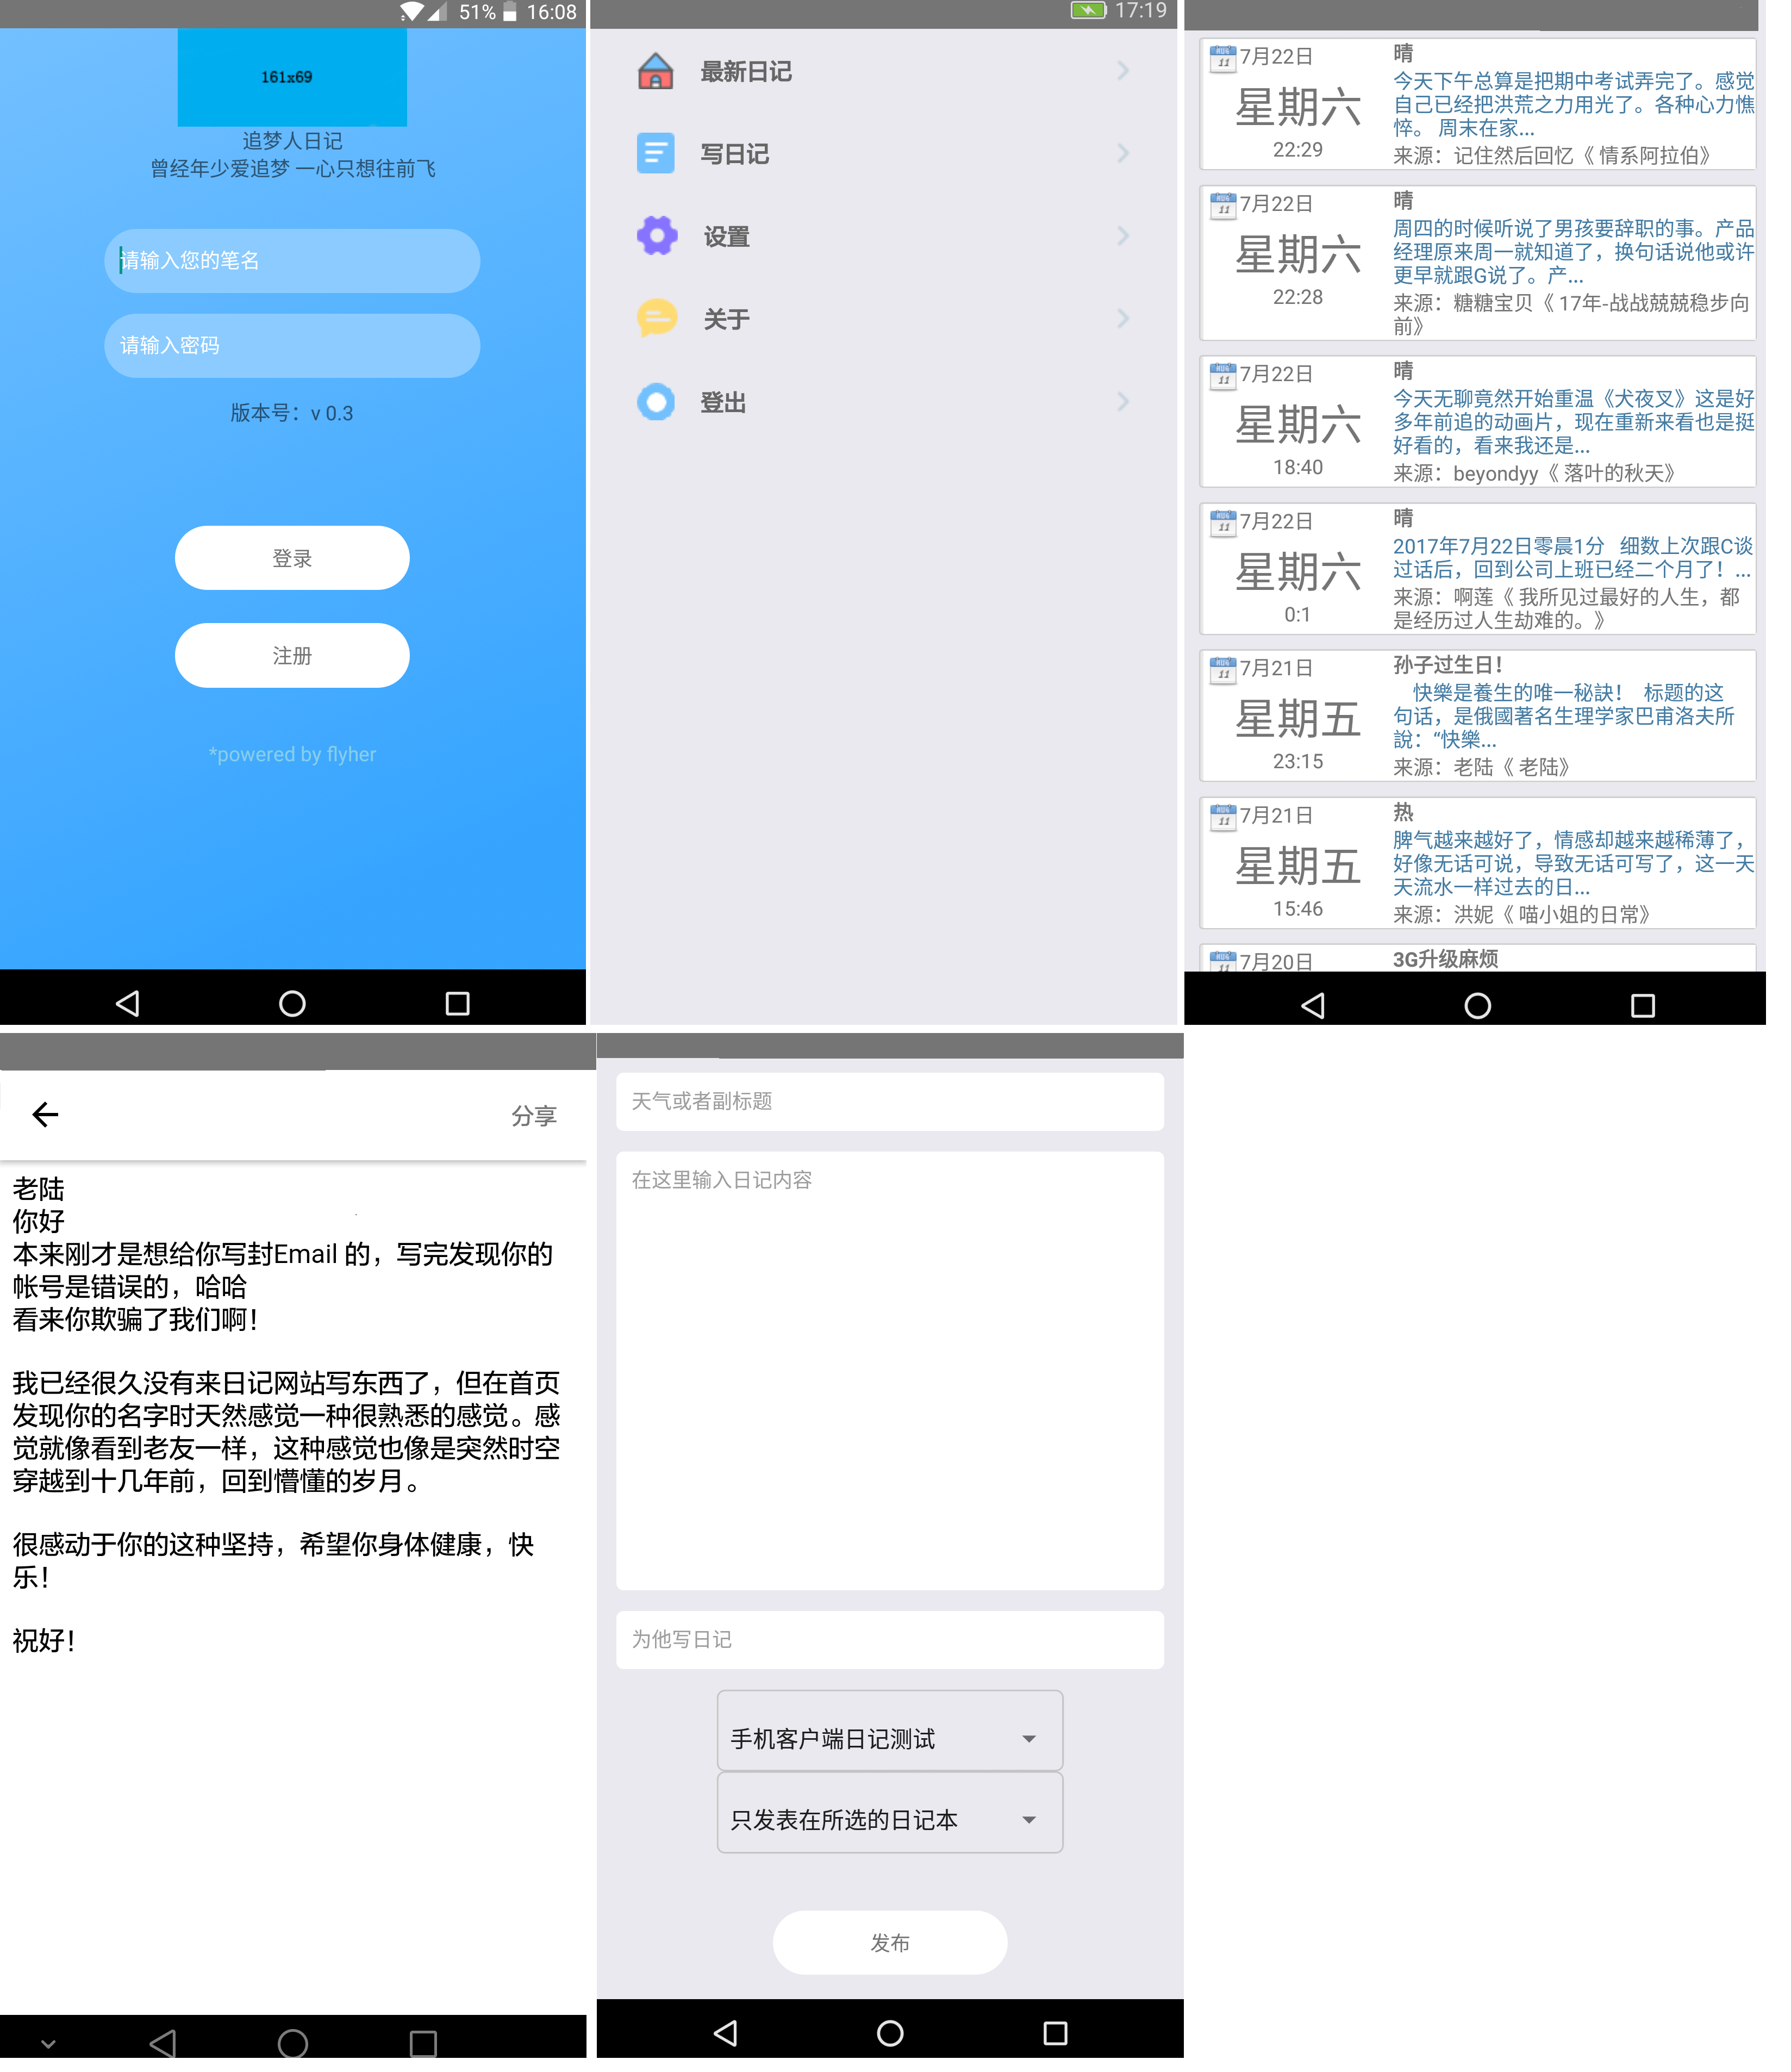 51% 16:08
161x69
追梦人日记
曾经年少爱追梦 一心只想往前飞
请输入您的笔名
请输入密码
版本号：v 0.3
登录
注册
*powered by flyher
17:19
最新日记
写日记
设置
关于
登出
AUG 11 7月22日
星期六
22:29
晴
今天下午总算是把期中考试弄完了。感觉
自己已经把洪荒之力用光了。各种心力憔
悴。 周末在家...
来源：记住然后回忆《 情系阿拉伯》
AUG 11 7月22日
星期六
22:28
晴
周四的时候听说了男孩要辞职的事。产品
经理原来周一就知道了，换句话说他或许
更早就跟G说了。产...
来源：糖糖宝贝《 17年-战战兢兢稳步向
前》
AUG 11 7月22日
星期六
18:40
晴
今天无聊竟然开始重温《犬夜叉》这是好
多年前追的动画片，现在重新来看也是挺
好看的，看来我还是...
来源：beyondyy《 落叶的秋天》
AUG 11 7月22日
星期六
0:1
晴
2017年7月22日零晨1分 细数上次跟C谈
过话后，回到公司上班已经二个月了！...
来源：啊莲《 我所见过最好的人生，都
是经历过人生劫难的。》
AUG 11 7月21日
星期五
23:15
孙子过生日！
快樂是養生的唯一秘訣！ 标题的这
句话，是俄國著名生理学家巴甫洛夫所
說：“快樂...
来源：老陆《 老陆》
AUG 11 7月21日
星期五
15:46
热
脾气越来越好了，情感却越来越稀薄了，
好像无话可说，导致无话可写了，这一天
天流水一样过去的日...
来源：洪妮《 喵小姐的日常》
AUG 11 7月20日
3G升级麻烦
分享
老陆
你好
本来刚才是想给你写封Email 的，写完发现你的
帐号是错误的，哈哈
看来你欺骗了我们啊！
我已经很久没有来日记网站写东西了，但在首页
发现你的名字时天然感觉一种很熟悉的感觉。感
觉就像看到老友一样，这种感觉也像是突然时空
穿越到十几年前，回到懵懂的岁月。
很感动于你的这种坚持，希望你身体健康，快
乐！
祝好！
天气或者副标题
在这里输入日记内容
为他写日记
手机客户端日记测试
只发表在所选的日记本
发布